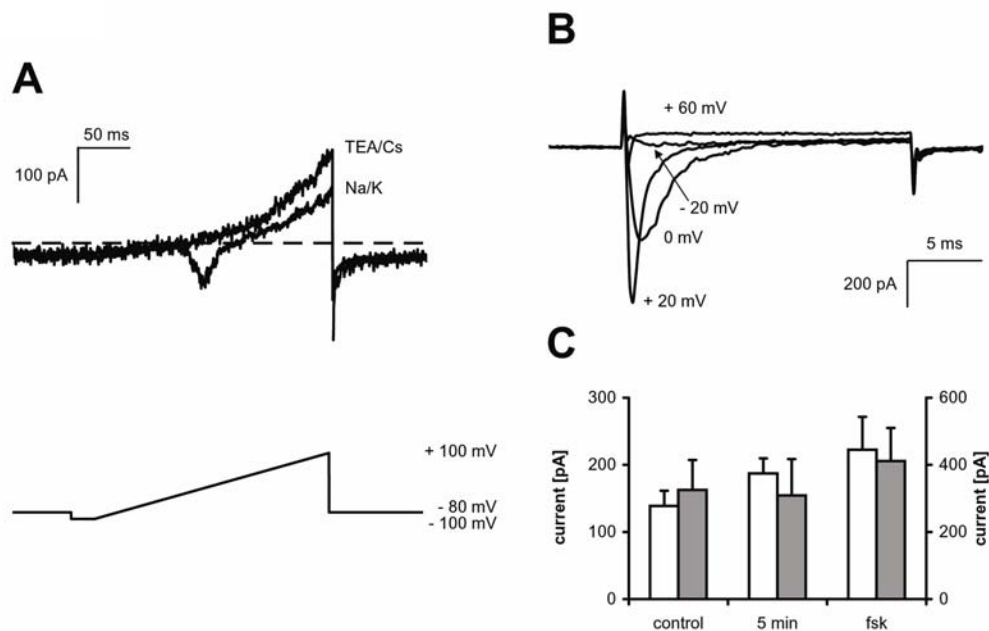 A
50 ms
100 pA
TEA/Cs
Na/K
+ 100 mV
- 80 mV
- 100 mV
B
+ 60 mV
- 20 mV
0 mV
+ 20 mV
5 ms
200 pA
C
300
200
100
0
current [pA]
600
400
200
0
current [pA]
control
5 min
fsk